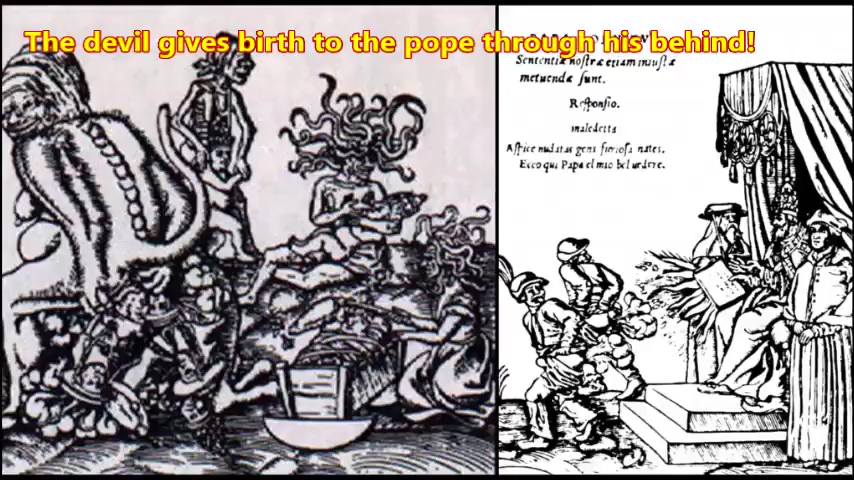 The devil gives birth to the pope through his behind!
Sententiæ nostræ etiam iniustæ
metuendæ sunt.
Responsio.
maledetta
Aspice nudatas gens furiosa nates.
Ecco qui Papa el mio bel uedere.